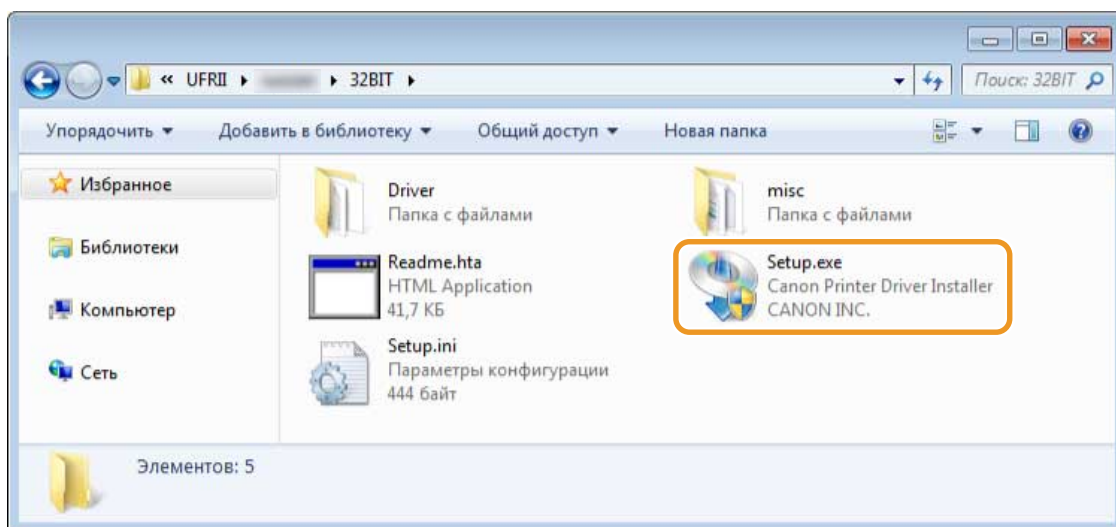 « UFRII ▸ ▸ 32BIT ▸
Поиск: 32BIT
Упорядочить Добавить в библиотеку Общий доступ Новая папка
Избранное
Библиотеки
Компьютер
Сеть
Driver
Папка с файлами
misc
Папка с файлами
Readme.hta
HTML Application
41,7 КБ
Setup.exe
Canon Printer Driver Installer
CANON INC.
Setup.ini
Параметры конфигурации
444 байт
Элементов: 5